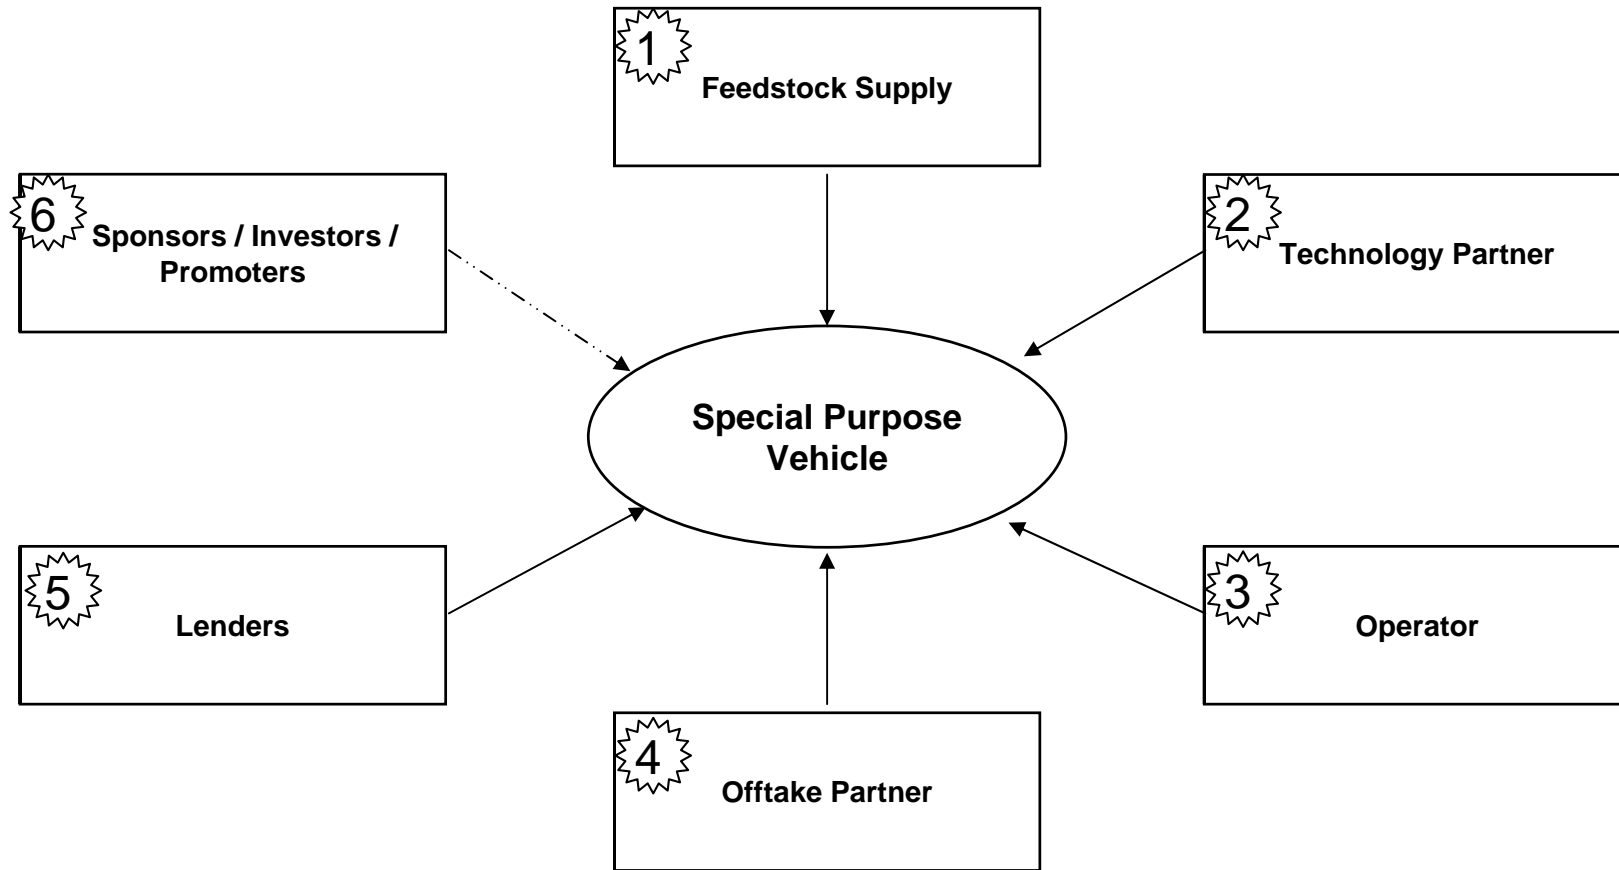 1
Feedstock Supply
6
Sponsors / Investors /
Promoters
2
Technology Partner
Special Purpose
Vehicle
5
Lenders
3
Operator
4
Offtake Partner